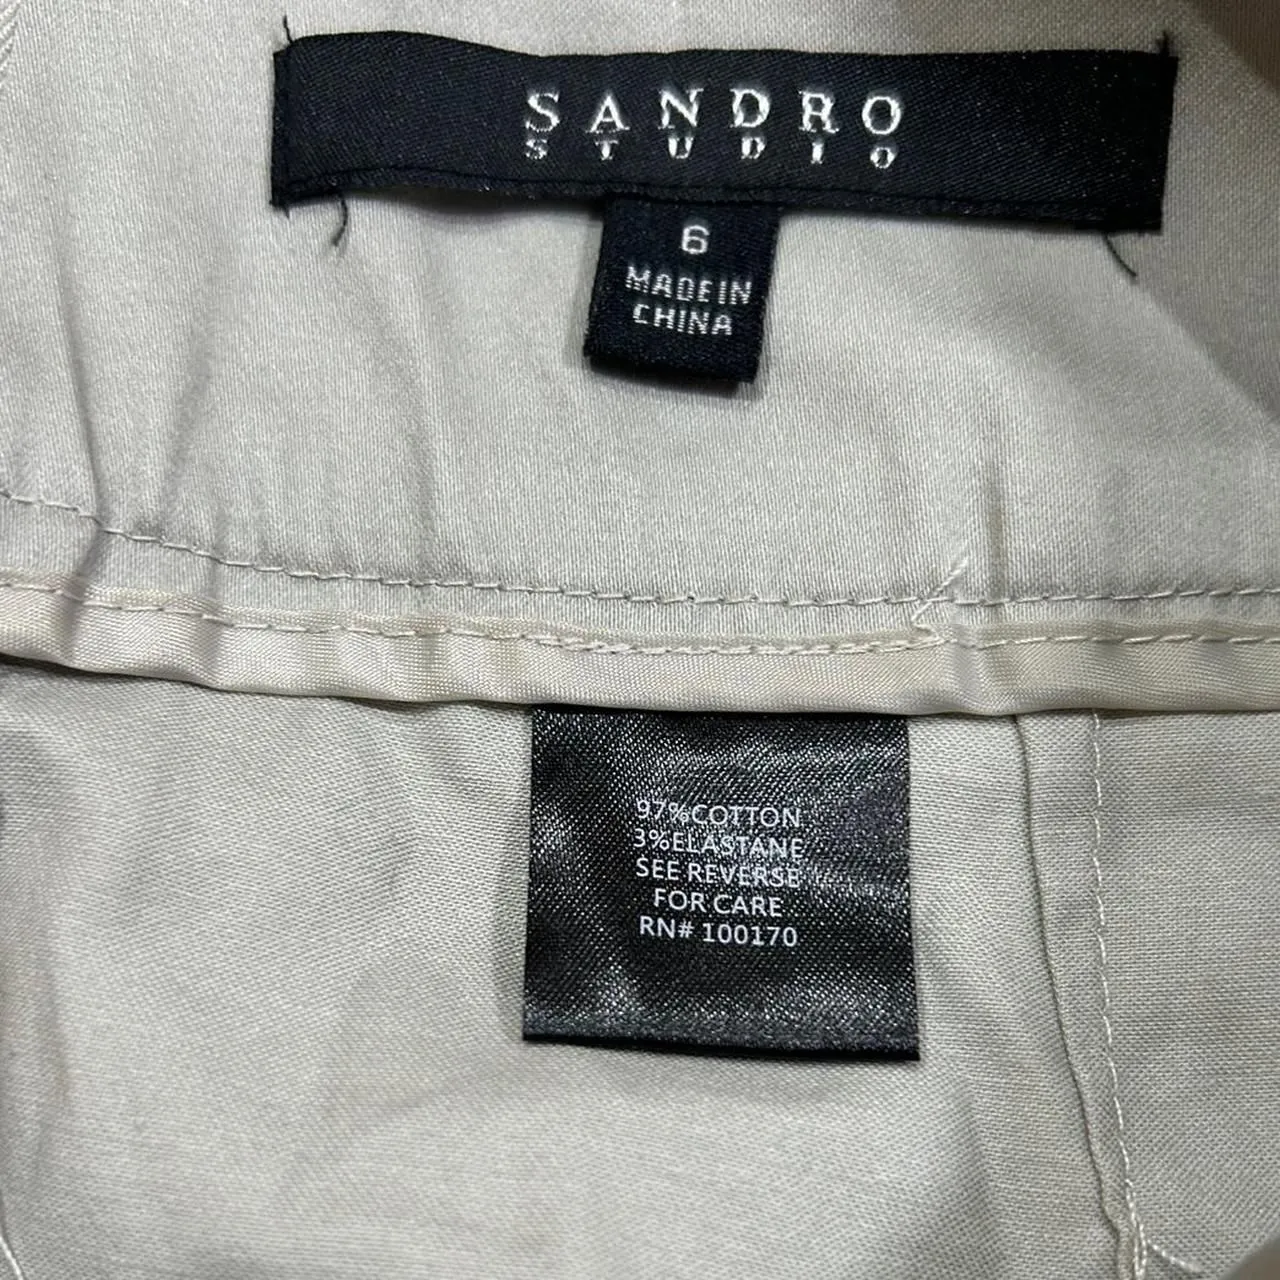 SANDRO
STUDIO
6
MADE IN
CHINA
97%COTTON
3%ELASTANE
SEE REVERSE
FOR CARE
RN# 100170